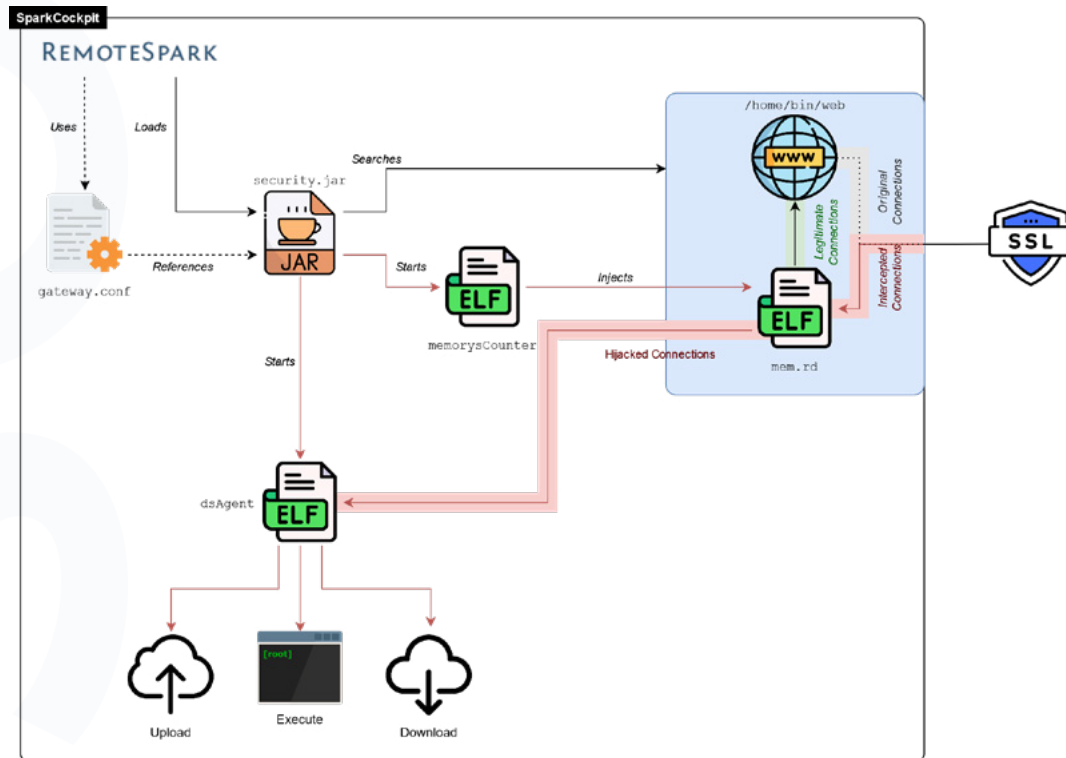 SparkCockpit
REMOTESPARK
Uses
Loads
/home/bin/web
Searches
security.jar
WWW
Original
Connections
Legitimate
Connections
SSL
JAR
References
gateway.conf
Starts
ELF
Injects
Intercepted
Connections
ELF
memorysCounter
Hijacked Connections
mem.rd
Starts
dsAgent
ELF
[root]
Upload
Execute
Download